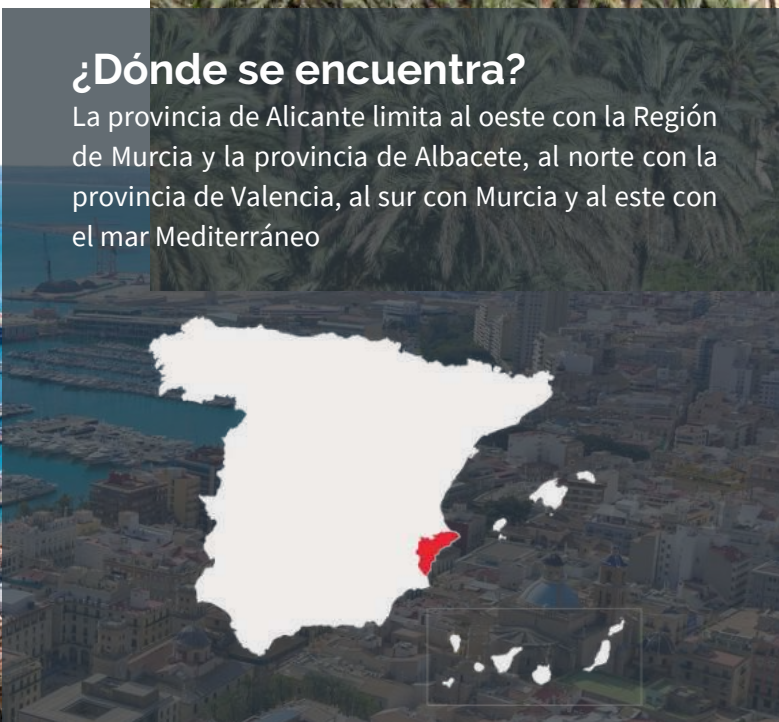 ¿Dónde se encuentra?
La provincia de Alicante limita al oeste con la Región
de Murcia y la provincia de Albacete, al norte con la
provincia de Valencia, al sur con Murcia y al este con
el mar Mediterráneo